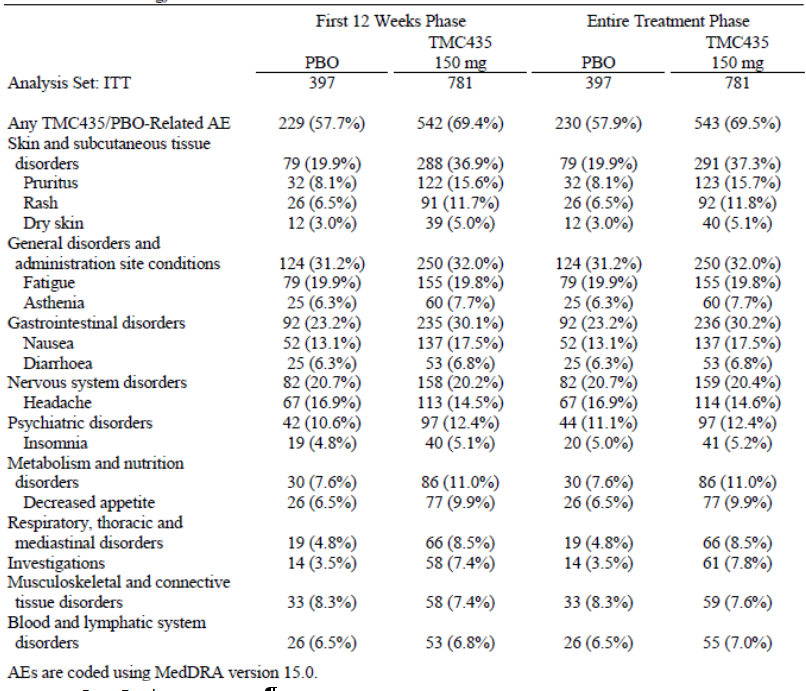 First 12 Weeks Phase Entire Treatment Phase
TMC435 TMC435
PBO 150 mg PBO 150 mg
Analysis Set: ITT 397 781 397 781
Any TMC435/PBO-Related AE 229 (57.7%) 542 (69.4%) 230 (57.9%) 543 (69.5%)
Skin and subcutaneous tissue
disorders 79 (19.9%) 288 (36.9%) 79 (19.9%) 291 (37.3%)
Pruritus 32 (8.1%) 122 (15.6%) 32 (8.1%) 123 (15.7%)
Rash 26 (6.5%) 91 (11.7%) 26 (6.5%) 92 (11.8%)
Dry skin 12 (3.0%) 39 (5.0%) 12 (3.0%) 40 (5.1%)
General disorders and
administration site conditions 124 (31.2%) 250 (32.0%) 124 (31.2%) 250 (32.0%)
Fatigue 79 (19.9%) 155 (19.8%) 79 (19.9%) 155 (19.8%)
Asthenia 25 (6.3%) 60 (7.7%) 25 (6.3%) 60 (7.7%)
Gastrointestinal disorders 92 (23.2%) 235 (30.1%) 92 (23.2%) 236 (30.2%)
Nausea 52 (13.1%) 137 (17.5%) 52 (13.1%) 137 (17.5%)
Diarrhoea 25 (6.3%) 53 (6.8%) 25 (6.3%) 53 (6.8%)
Nervous system disorders 82 (20.7%) 158 (20.2%) 82 (20.7%) 159 (20.4%)
Headache 67 (16.9%) 113 (14.5%) 67 (16.9%) 114 (14.6%)
Psychiatric disorders 42 (10.6%) 97 (12.4%) 44 (11.1%) 97 (12.4%)
Insomnia 19 (4.8%) 40 (5.1%) 20 (5.0%) 41 (5.2%)
Metabolism and nutrition
disorders 30 (7.6%) 86 (11.0%) 30 (7.6%) 86 (11.0%)
Decreased appetite 26 (6.5%) 77 (9.9%) 26 (6.5%) 77 (9.9%)
Respiratory, thoracic and
mediastinal disorders 19 (4.8%) 66 (8.5%) 19 (4.8%) 66 (8.5%)
Investigations 14 (3.5%) 58 (7.4%) 14 (3.5%) 61 (7.8%)
Musculoskeletal and connective
tissue disorders 33 (8.3%) 58 (7.4%) 33 (8.3%) 59 (7.6%)
Blood and lymphatic system
disorders 26 (6.5%) 53 (6.8%) 26 (6.5%) 55 (7.0%)
AEs are coded using MedDRA version 15.0.